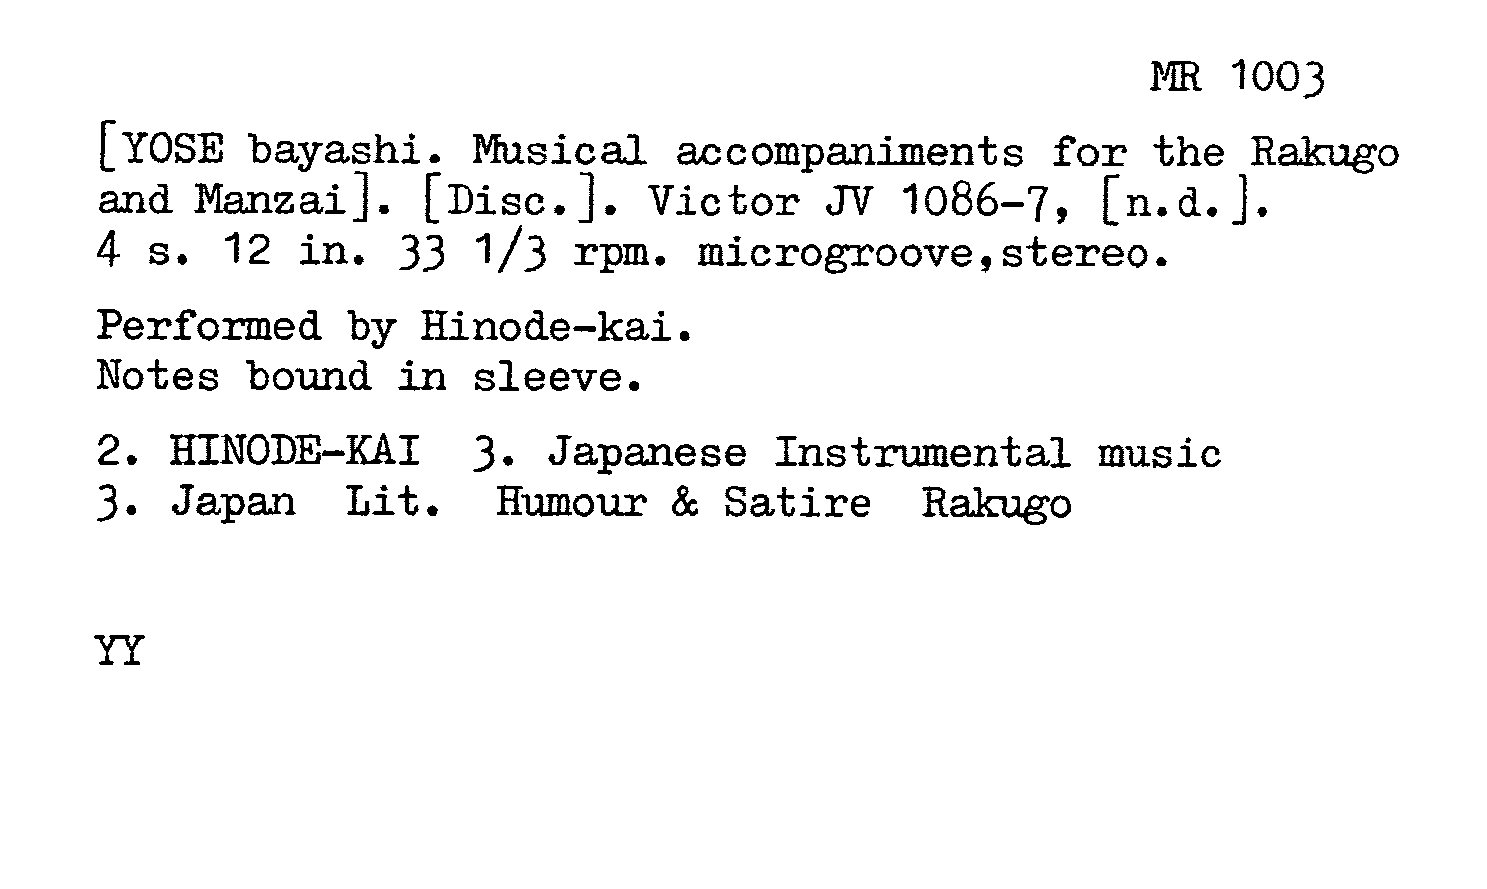 MR 1003
[YOSE bayashi. Musical accompaniments for the Rakugo
and Manzai]. [Disc.]. Victor JV 1086-7, [n.d.].
4 s. 12 in. 33 1/3 rpm. microgroove,stereo.
Performed by Hinode-kai.
Notes bound in sleeve.
2. HINODE-KAI 3. Japanese Instrumental music
3. Japan Lit. Humour & Satire Rakugo
YY